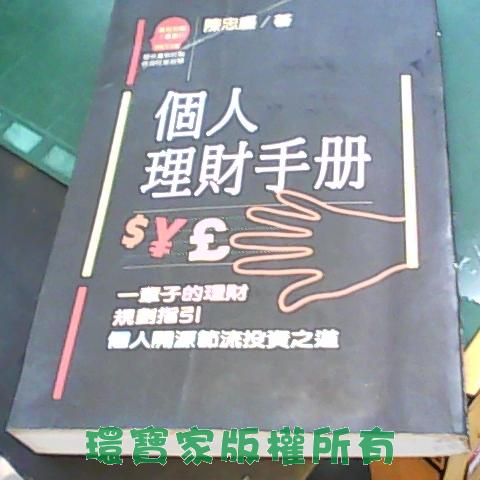 陳忠慶／著
個人
理財手册
$¥£
一輩子的理財
規劃指引
個人開源節流投資之道
環寶家版權所有